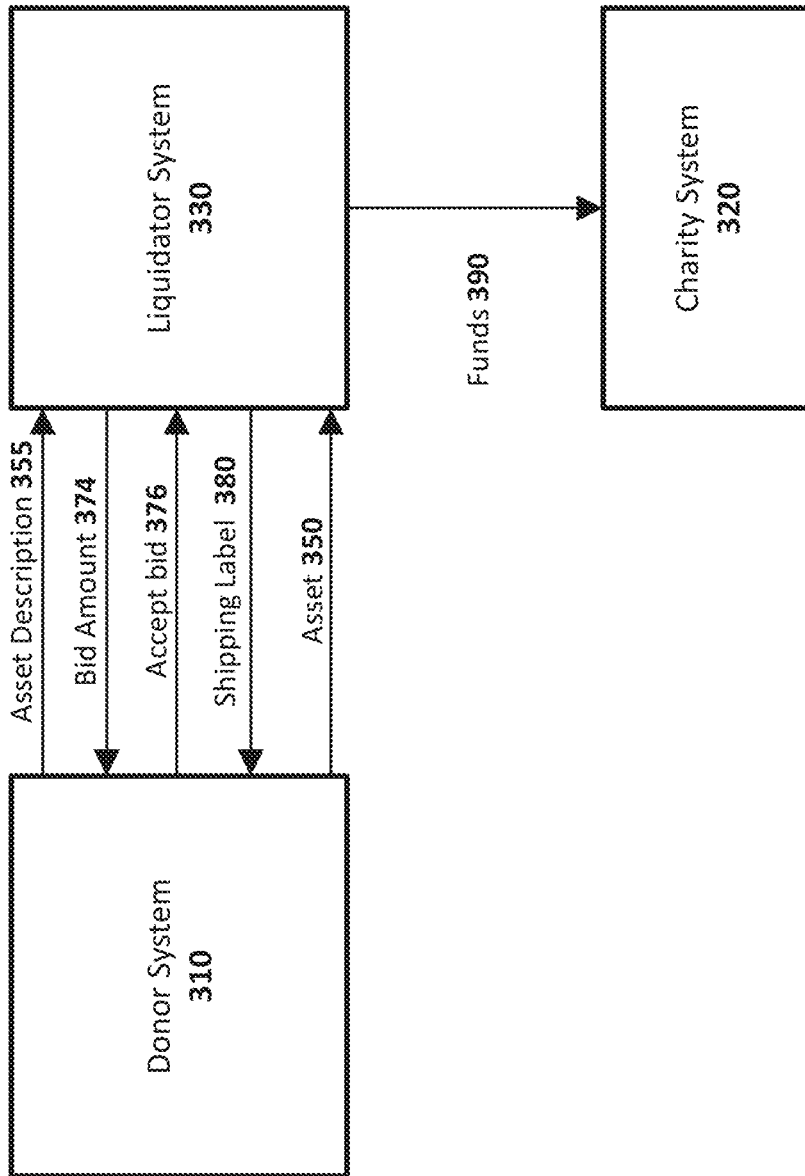 Donor System
310
Asset Description 355
Bid Amount 374
Accept bid 376
Shipping Label 380
Asset 350
Liquidator System
330
Funds 390
Charity System
320